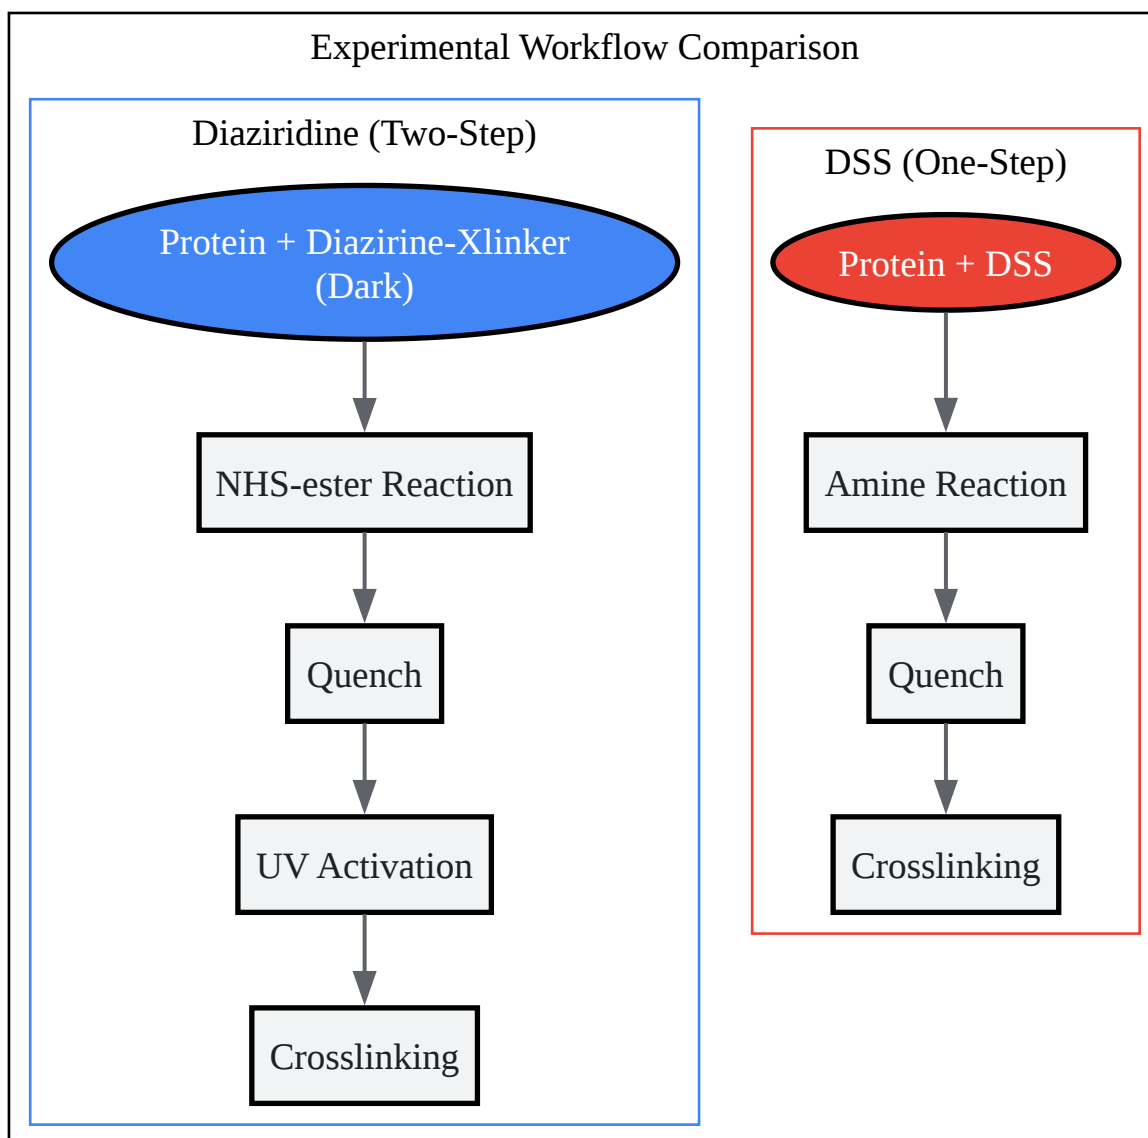 Experimental Workflow Comparison
Diaziridine (Two-Step)
Protein + Diazirine-Xlinker
(Dark)
NHS-ester Reaction
Quench
UV Activation
Crosslinking
DSS (One-Step)
Protein + DSS
Amine Reaction
Quench
Crosslinking